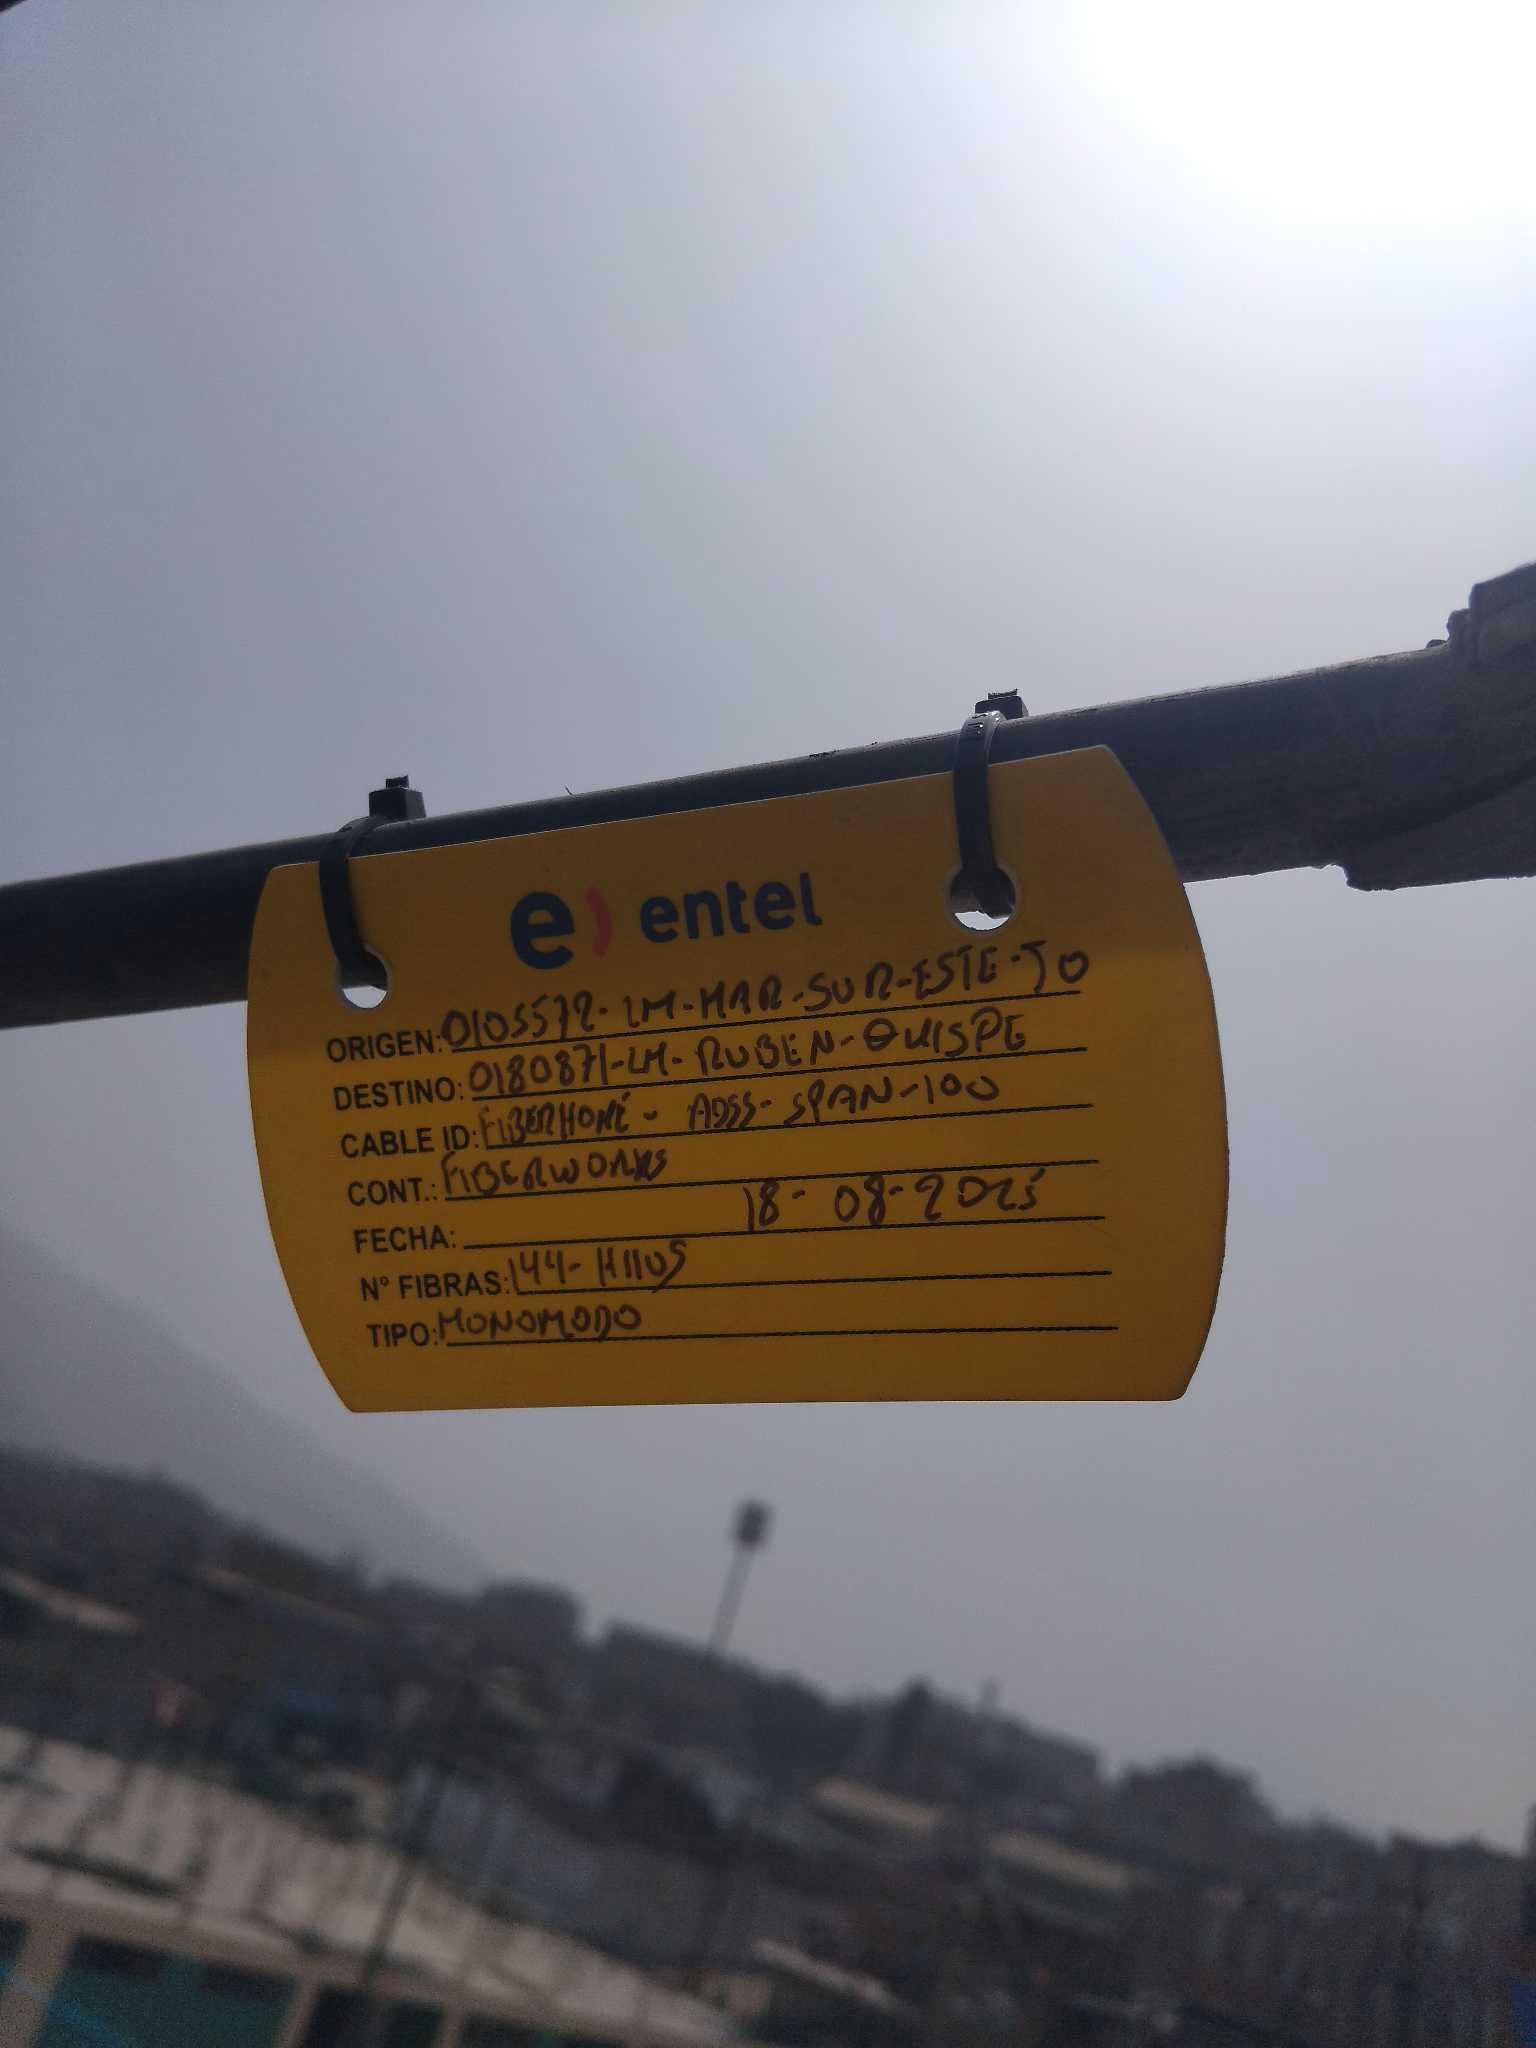 e) entel
ORIGEN: 0105572-LM-MAR-SUR-ESTE-JO
DESTINO: 0180871-LM-RUBEN-QUISPE
CABLE ID: FIBERHOME - ADSS-SPAN-100
CONT.: FIBERWORKS
FECHA: 18-08-2025
N° FIBRAS: 144-HILOS
TIPO: MONOMODO